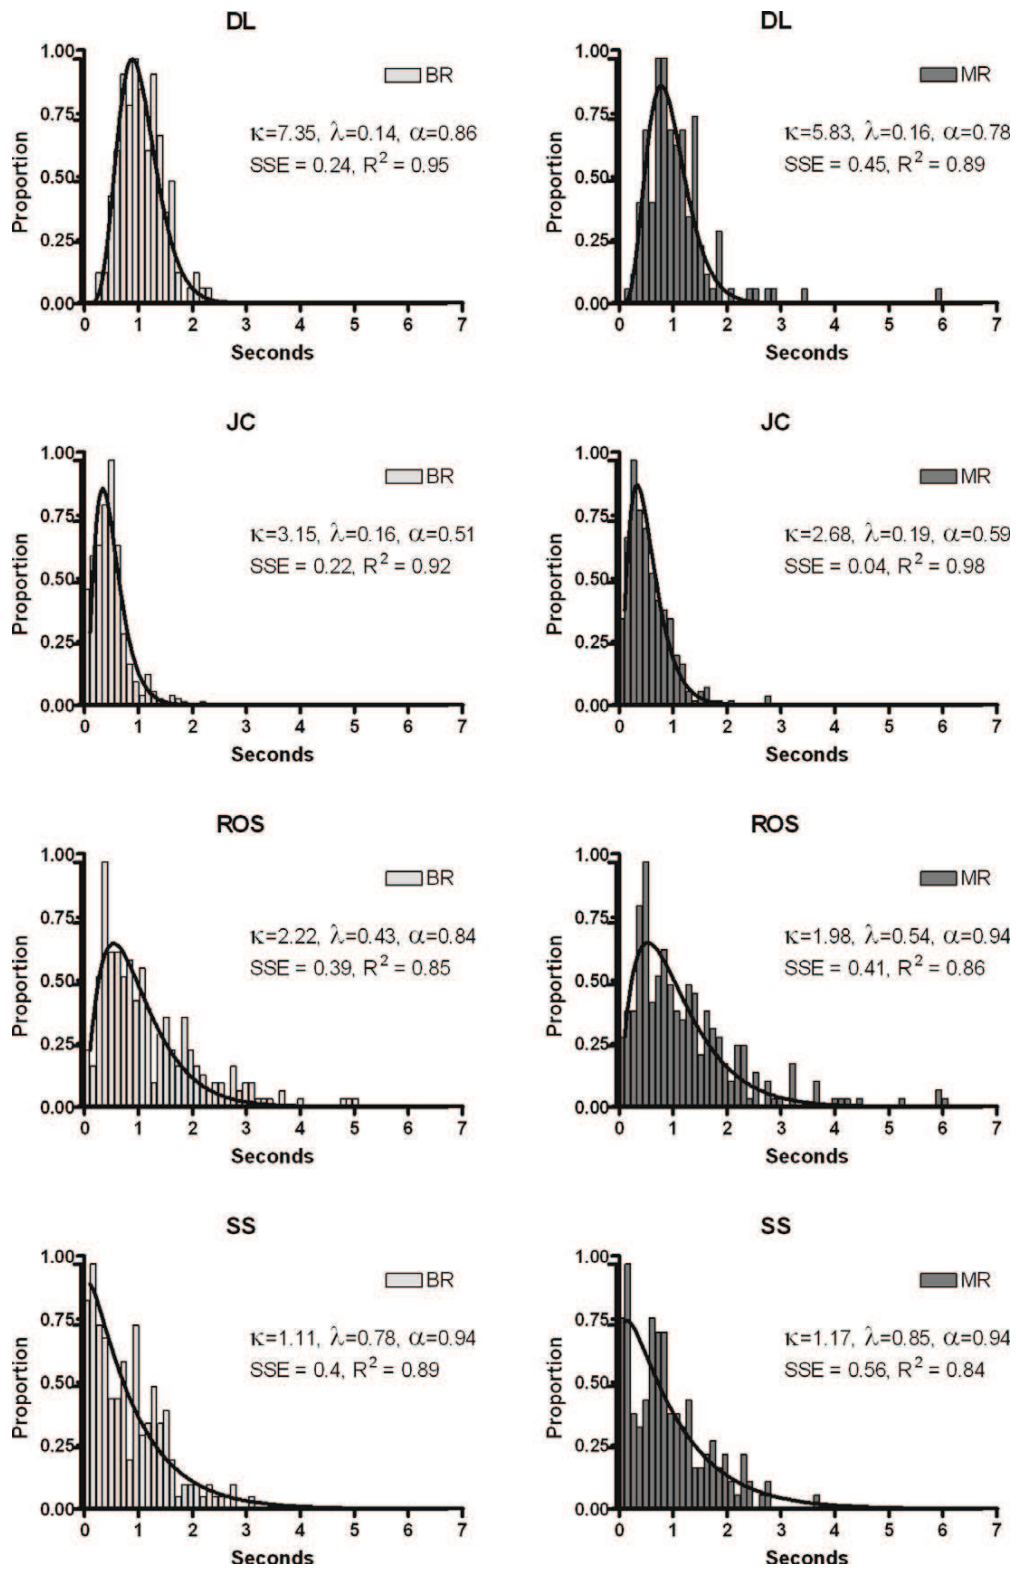 DL
1.00
0.75
0.50
0.25
0.00
Proportion
BR
κ=7.35, λ=0.14, α=0.86
SSE = 0.24, R² = 0.95
0 1 2 3 4 5 6 7
Seconds
DL
1.00
0.75
0.50
0.25
0.00
Proportion
MR
κ=5.83, λ=0.16, α=0.78
SSE = 0.45, R² = 0.89
0 1 2 3 4 5 6 7
Seconds
JC
1.00
0.75
0.50
0.25
0.00
Proportion
BR
κ=3.15, λ=0.16, α=0.51
SSE = 0.22, R² = 0.92
0 1 2 3 4 5 6 7
Seconds
JC
1.00
0.75
0.50
0.25
0.00
Proportion
MR
κ=2.68, λ=0.19, α=0.59
SSE = 0.04, R² = 0.98
0 1 2 3 4 5 6 7
Seconds
ROS
1.00
0.75
0.50
0.25
0.00
Proportion
BR
κ=2.22, λ=0.43, α=0.84
SSE = 0.39, R² = 0.85
0 1 2 3 4 5 6 7
Seconds
ROS
1.00
0.75
0.50
0.25
0.00
Proportion
MR
κ=1.98, λ=0.54, α=0.94
SSE = 0.41, R² = 0.86
0 1 2 3 4 5 6 7
Seconds
SS
1.00
0.75
0.50
0.25
0.00
Proportion
BR
κ=1.11, λ=0.78, α=0.94
SSE = 0.4, R² = 0.89
0 1 2 3 4 5 6 7
Seconds
SS
1.00
0.75
0.50
0.25
0.00
Proportion
MR
κ=1.17, λ=0.85, α=0.94
SSE = 0.56, R² = 0.84
0 1 2 3 4 5 6 7
Seconds